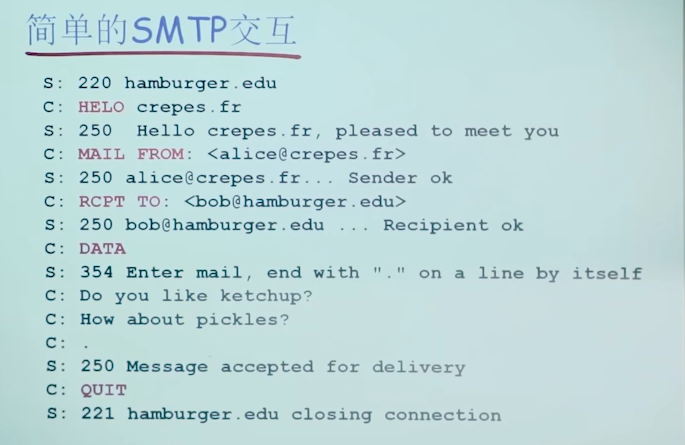 简单的SMTP交互
S: 220 hamburger.edu
C: HELO crepes.fr
S: 250  Hello crepes.fr, pleased to meet you
C: MAIL FROM: <alice@crepes.fr>
S: 250 alice@crepes.fr... Sender ok
C: RCPT TO: <bob@hamburger.edu>
S: 250 bob@hamburger.edu ... Recipient ok
C: DATA
S: 354 Enter mail, end with "." on a line by itself
C: Do you like ketchup?
C: How about pickles?
C: .
S: 250 Message accepted for delivery
C: QUIT
S: 221 hamburger.edu closing connection